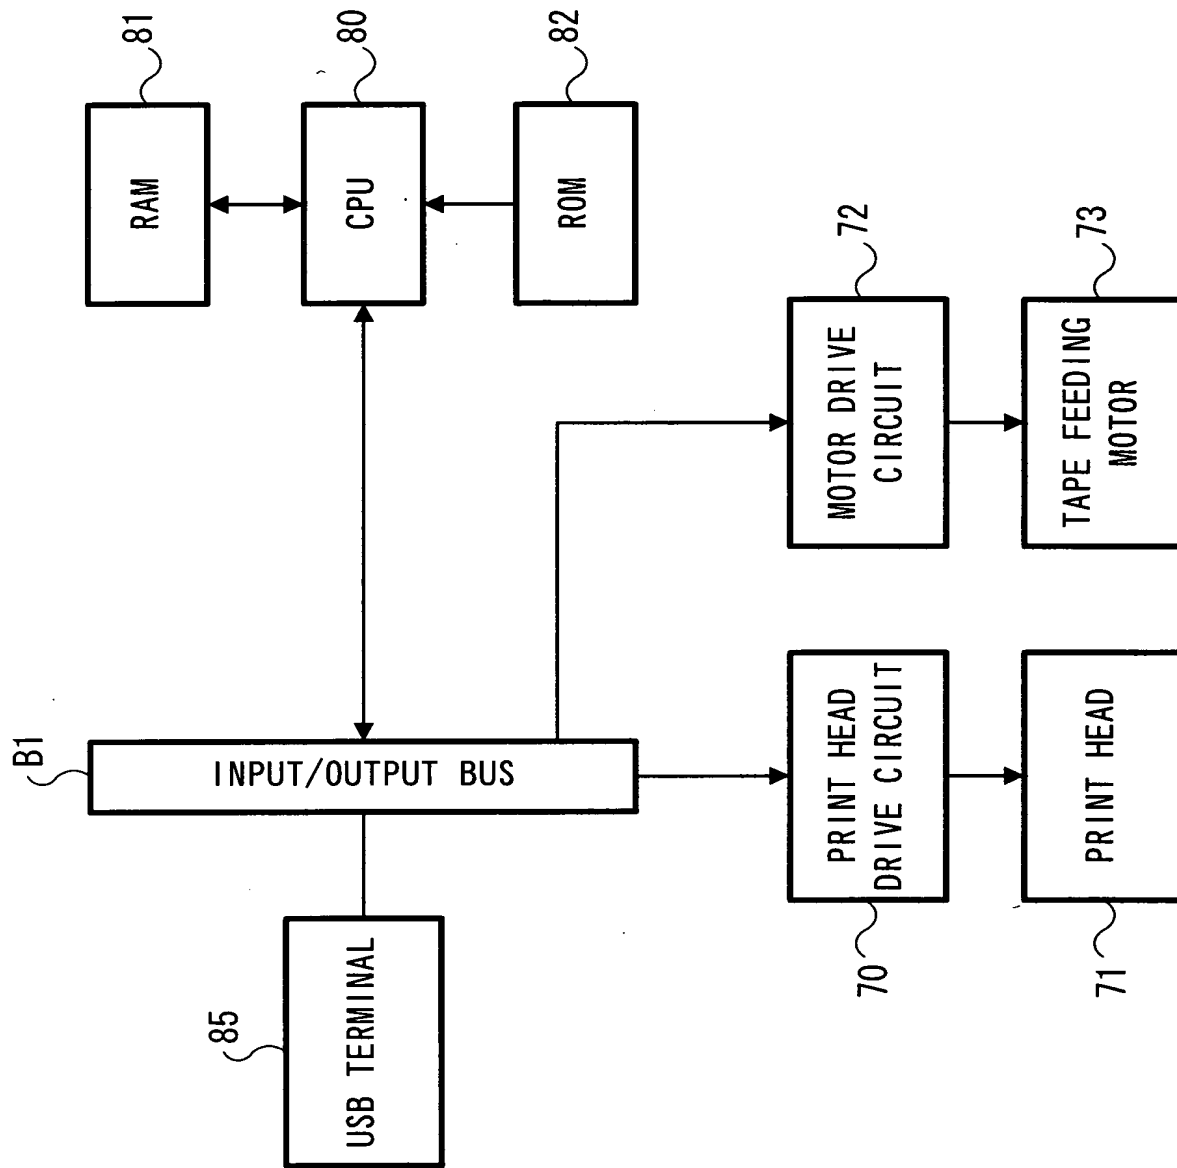 81
RAM
80
CPU
82
ROM
B1
INPUT/OUTPUT BUS
85
USB TERMINAL
72
MOTOR DRIVE
CIRCUIT
73
TAPE FEEDING
MOTOR
70
PRINT HEAD
DRIVE CIRCUIT
71
PRINT HEAD